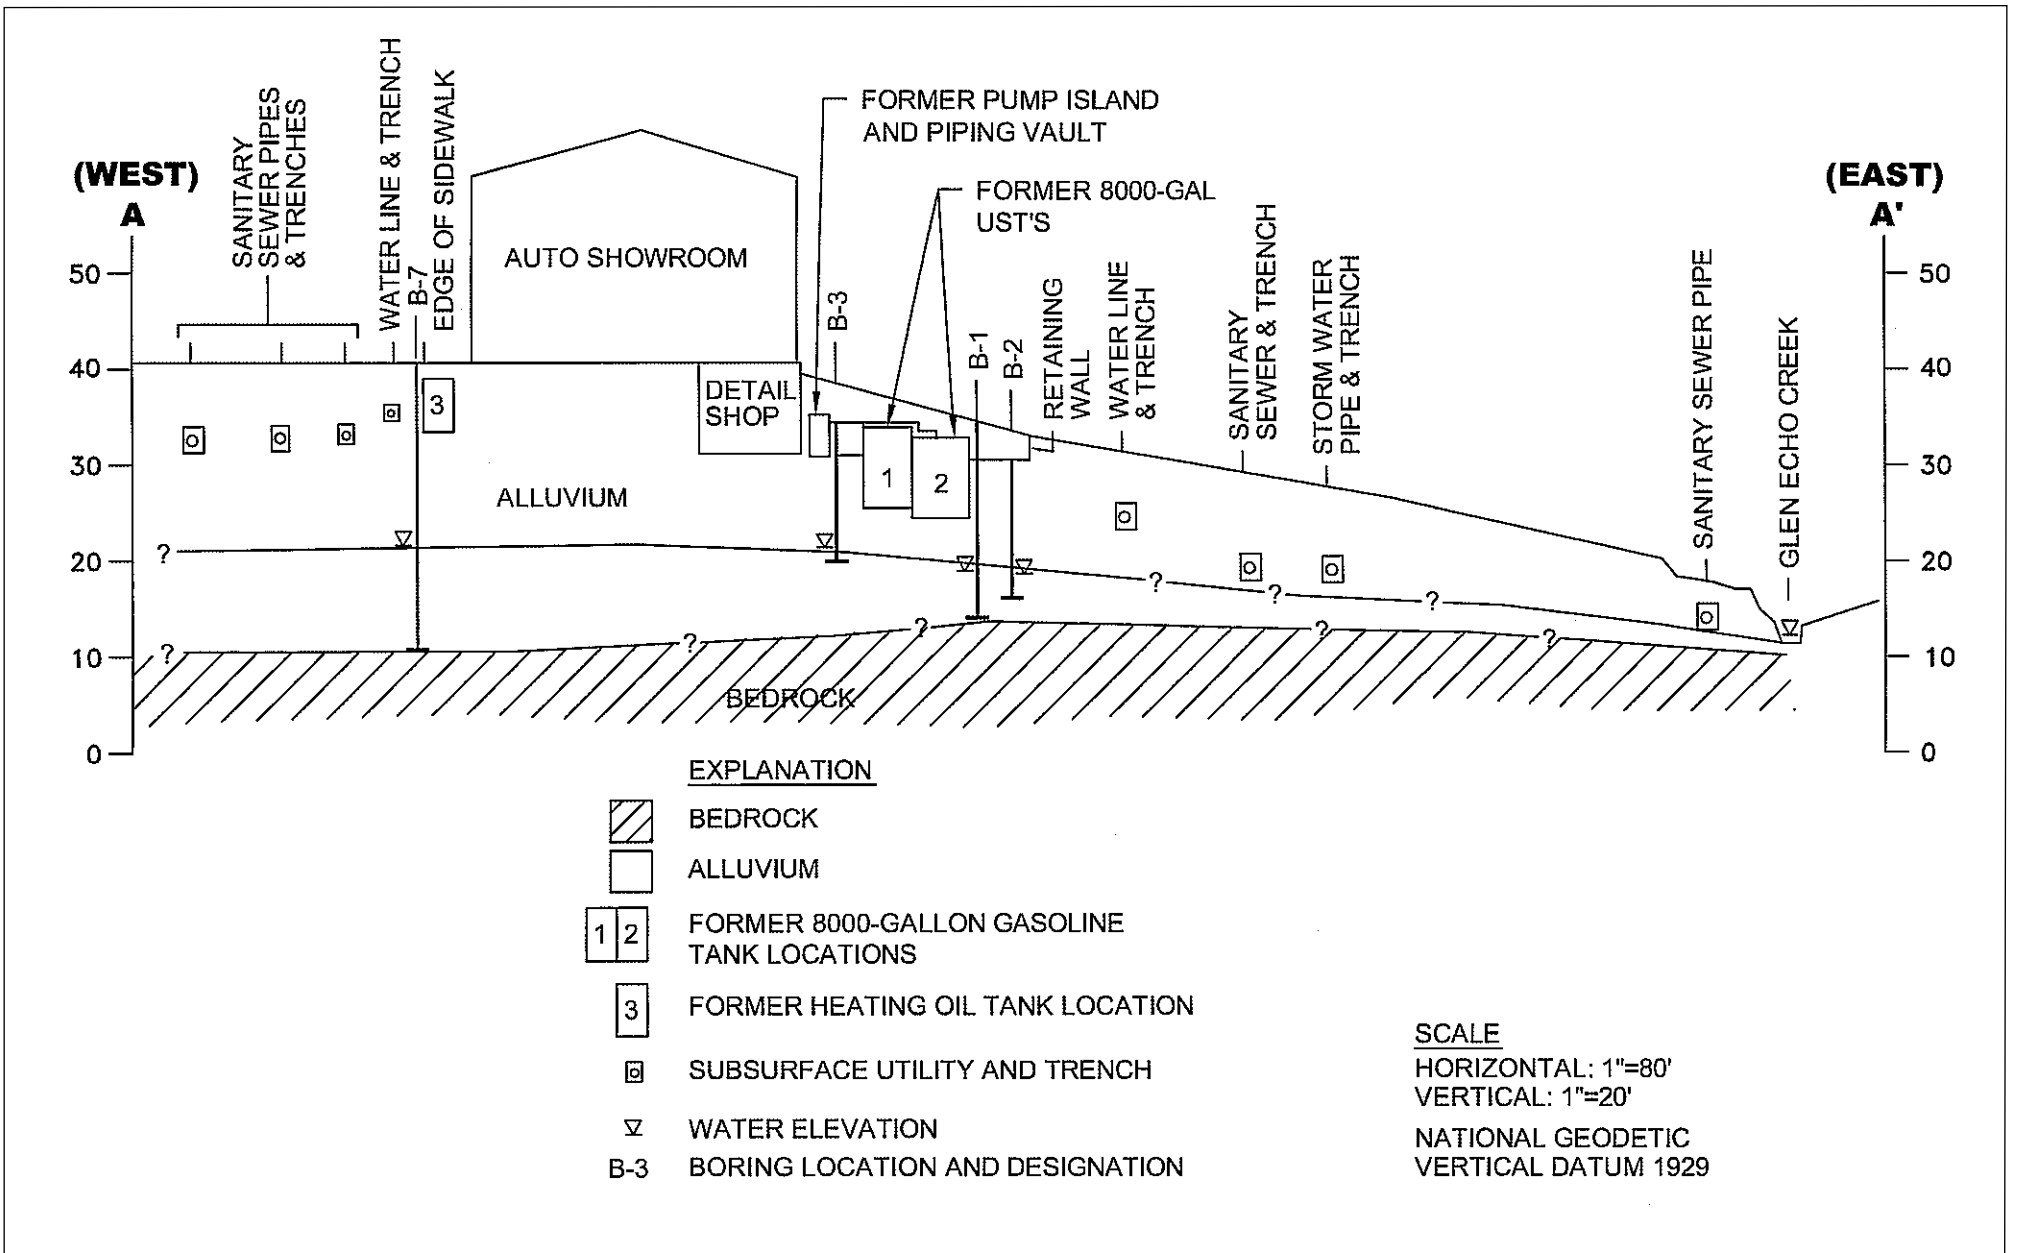 (WEST)
A
SANITARY
SEWER PIPES
& TRENCHES
WATER LINE & TRENCH
B-7
EDGE OF SIDEWALK
AUTO SHOWROOM
FORMER PUMP ISLAND
AND PIPING VAULT
FORMER 8000-GAL
UST'S
B-3
B-1
B-2
RETAINING
WALL
WATER LINE
& TRENCH
SANITARY
SEWER & TRENCH
STORM WATER
PIPE & TRENCH
SANITARY SEWER PIPE
GLEN ECHO CREEK
(EAST)
A'
50
40
30
20
10
0
50
40
30
20
10
0
3
DETAIL
SHOP
1
2
ALLUVIUM
?
?
?
?
?
?
?
?
?
BEDROCK
EXPLANATION
BEDROCK
ALLUVIUM
1 2 FORMER 8000-GALLON GASOLINE
TANK LOCATIONS
3 FORMER HEATING OIL TANK LOCATION
SUBSURFACE UTILITY AND TRENCH
WATER ELEVATION
B-3 BORING LOCATION AND DESIGNATION
SCALE
HORIZONTAL: 1"=80'
VERTICAL: 1"=20'
NATIONAL GEODETIC
VERTICAL DATUM 1929